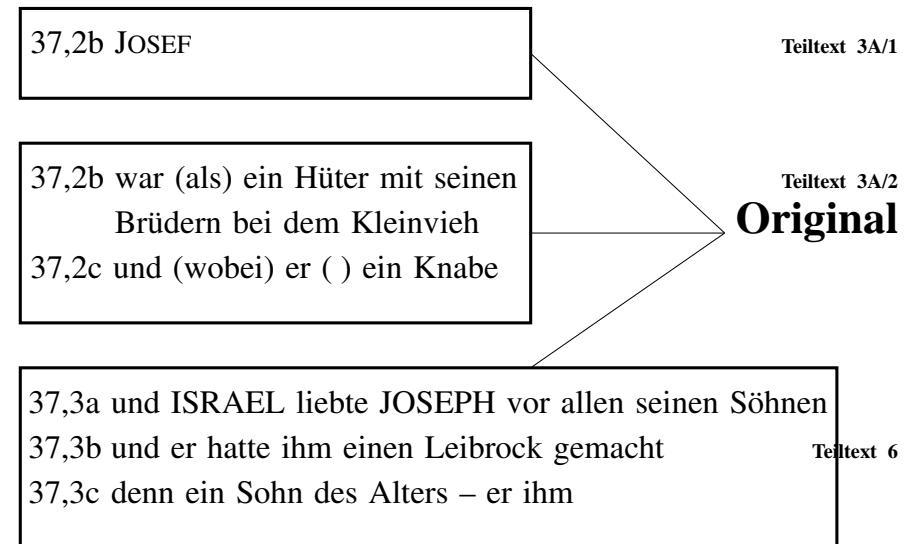 37,2b JOSEF
Teiltext 3A/1
37,2b war (als) ein Hüter mit seinen
Brüdern bei dem Kleinvieh
37,2c und (wobei) er ( ) ein Knabe
Teiltext 3A/2
Original
37,3a und ISRAEL liebte JOSEPH vor allen seinen Söhnen
37,3b und er hatte ihm einen Leibrock gemacht
Teiltext 6
37,3c denn ein Sohn des Alters – er ihm